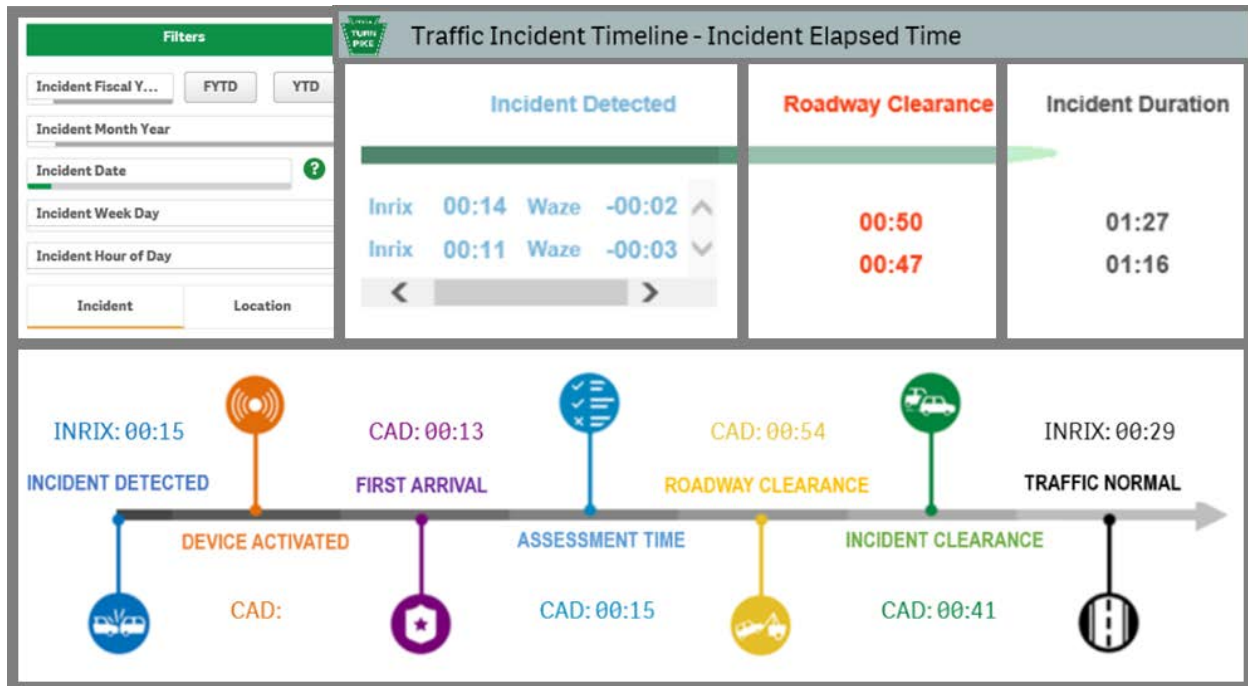 Filters
Incident Fiscal Y...
FYTD
YTD
Incident Month Year
Incident Date
?
Incident Week Day
Incident Hour of Day
Incident
Location
TURN
PIKE
Traffic Incident Timeline - Incident Elapsed Time
Incident Detected
Inrix 00:14 Waze -00:02
Inrix 00:11 Waze -00:03
Roadway Clearance
00:50
00:47
Incident Duration
01:27
01:16
INRIX: 00:15
INCIDENT DETECTED
DEVICE ACTIVATED
CAD:
CAD: 00:13
FIRST ARRIVAL
ASSESSMENT TIME
CAD: 00:15
CAD: 00:54
ROADWAY CLEARANCE
INCIDENT CLEARANCE
CAD: 00:41
INRIX: 00:29
TRAFFIC NORMAL